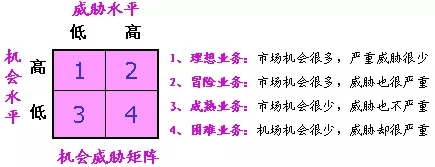 威胁水平
低 高
机会水平
高 1 2
低 3 4
机会威胁矩阵
1、理想业务：市场机会很多，严重威胁很少
2、冒险业务：市场机会很多，威胁也很严重
3、成熟业务：市场机会很少，威胁也不严重
4、困难业务：机场机会很少，威胁却很严重